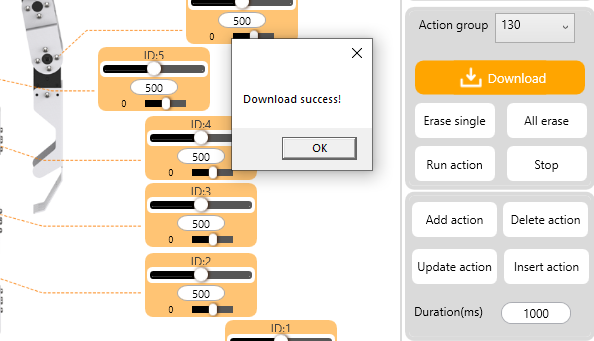 500
0
ID:5
500
0
ID:4
500
0
ID:3
500
0
ID:2
500
0
ID:1
Download success!
OK
Action group 130
Download
Erase single All erase
Run action Stop
Add action Delete action
Update action Insert action
Duration(ms) 1000